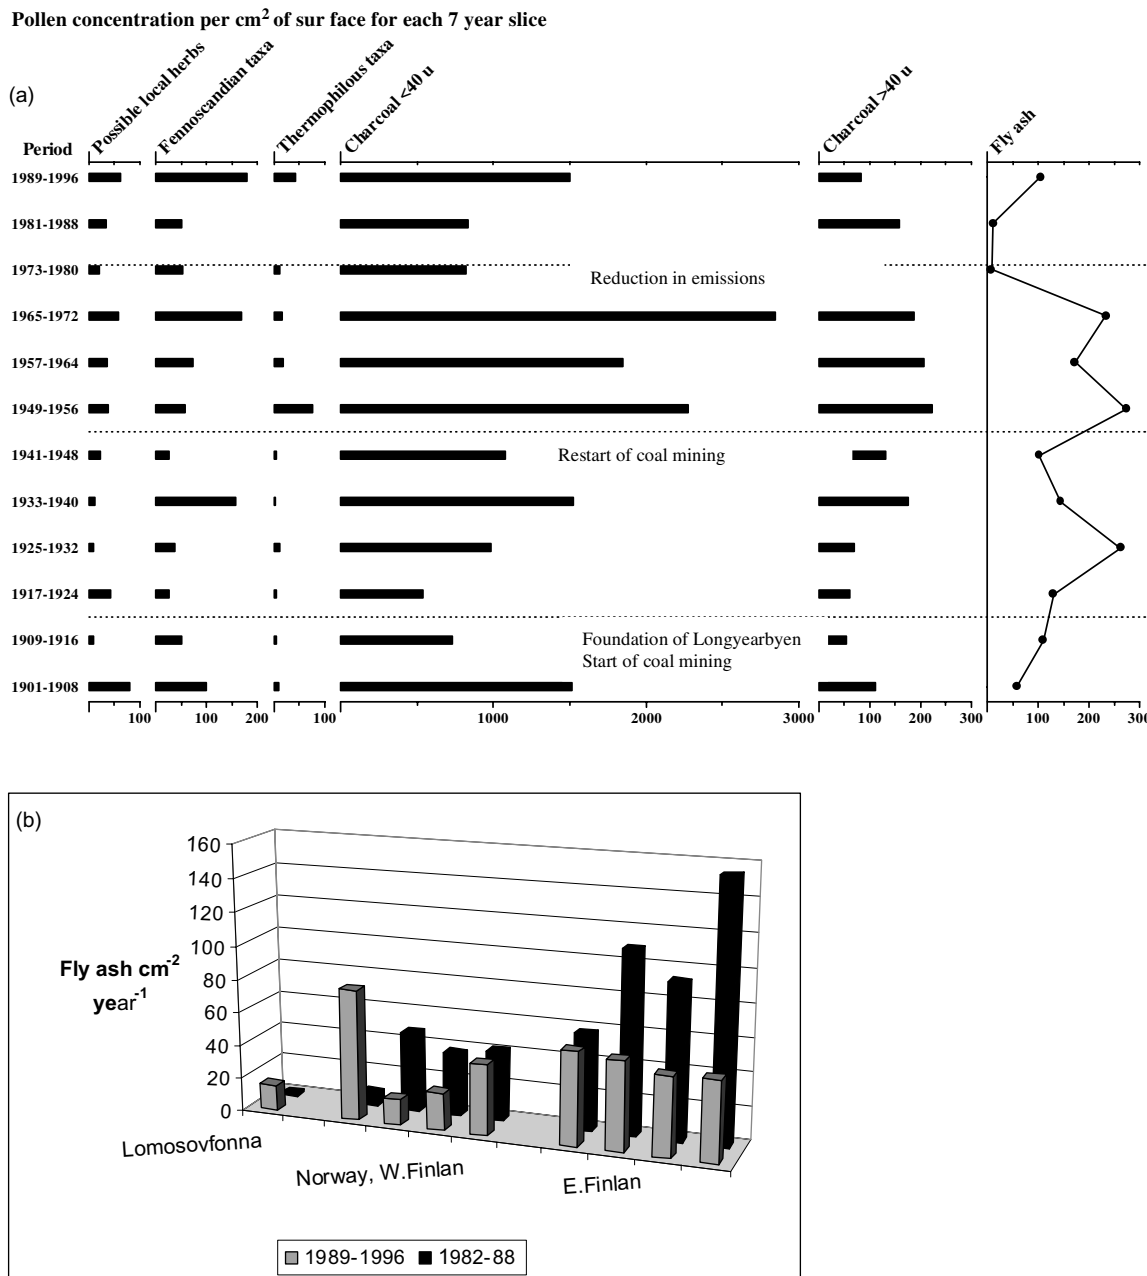 Pollen concentration per cm2 of sur face for each 7 year slice
(a)
Possible local herbs
Fennoscandian taxa
Thermophilous taxa
Charcoal <40 u
Charcoal >40 u
Fly ash
Period
1989-1996
1981-1988
1973-1980
Reduction in emissions
1965-1972
1957-1964
1949-1956
1941-1948
Restart of coal mining
1933-1940
1925-1932
1917-1924
1909-1916
Foundation of Longyearbyen
Start of coal mining
1901-1908
100 100 200 100 1000 2000 3000 100 200 300 100 200 300
(b)
160
140
120
100
80
60
40
20
0
Fly ash cm-2
year-1
Lomosovfonna
Norway, W.Finlan
E.Finlan
1989-1996 1982-88